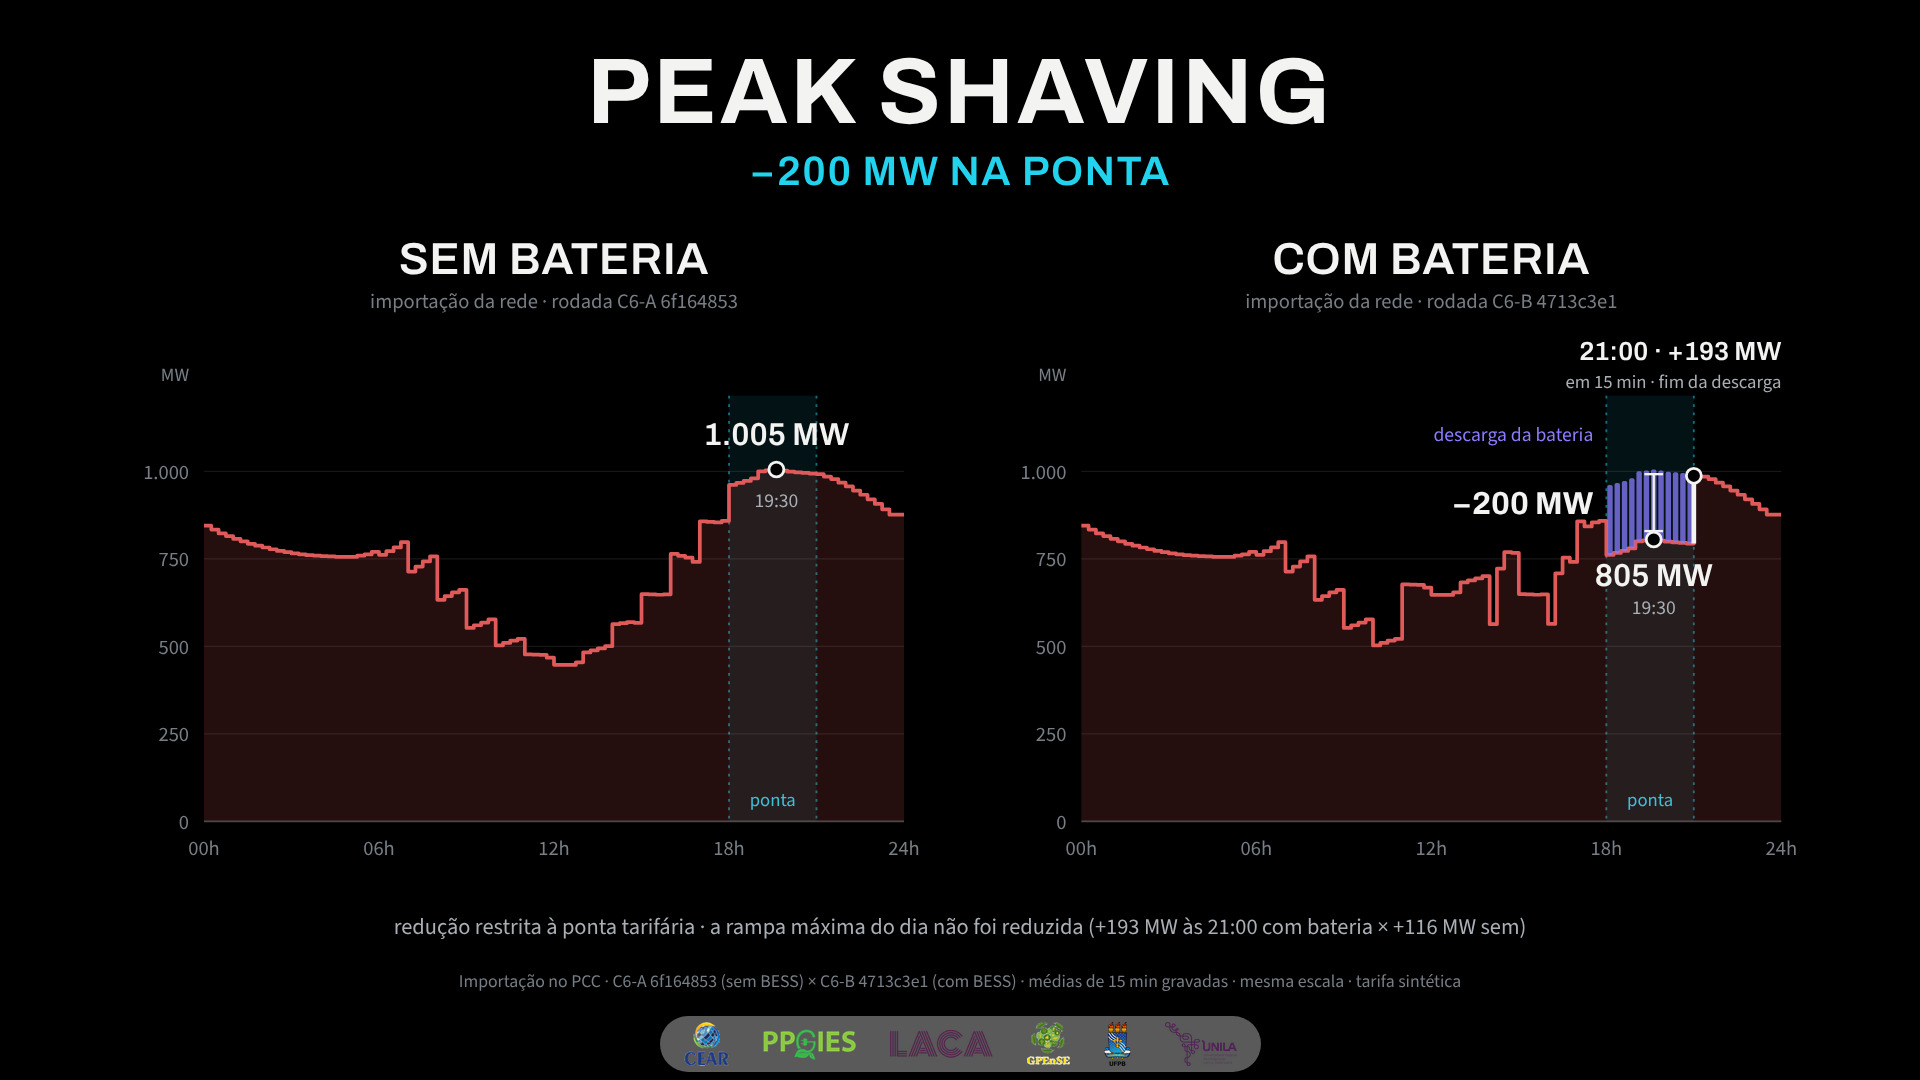 PEAK SHAVING
−200 MW NA PONTA
SEM BATERIA
importação da rede · rodada C6-A 6f164853
MW
1.005 MW
19:30
1.000
750
500
250
0
ponta
00h
06h
12h
18h
24h
COM BATERIA
importação da rede · rodada C6-B 4713c3e1
21:00 · +193 MW
em 15 min · fim da descarga
MW
descarga da bateria
−200 MW
805 MW
19:30
1.000
750
500
250
0
ponta
00h
06h
12h
18h
24h
redução restrita à ponta tarifária · a rampa máxima do dia não foi reduzida (+193 MW às 21:00 com bateria × +116 MW sem)
Importação no PCC · C6-A 6f164853 (sem BESS) × C6-B 4713c3e1 (com BESS) · médias de 15 min gravadas · mesma escala · tarifa sintética
CEAR
PPGIES
LACA
GPEnSE
UFPB
UNILA